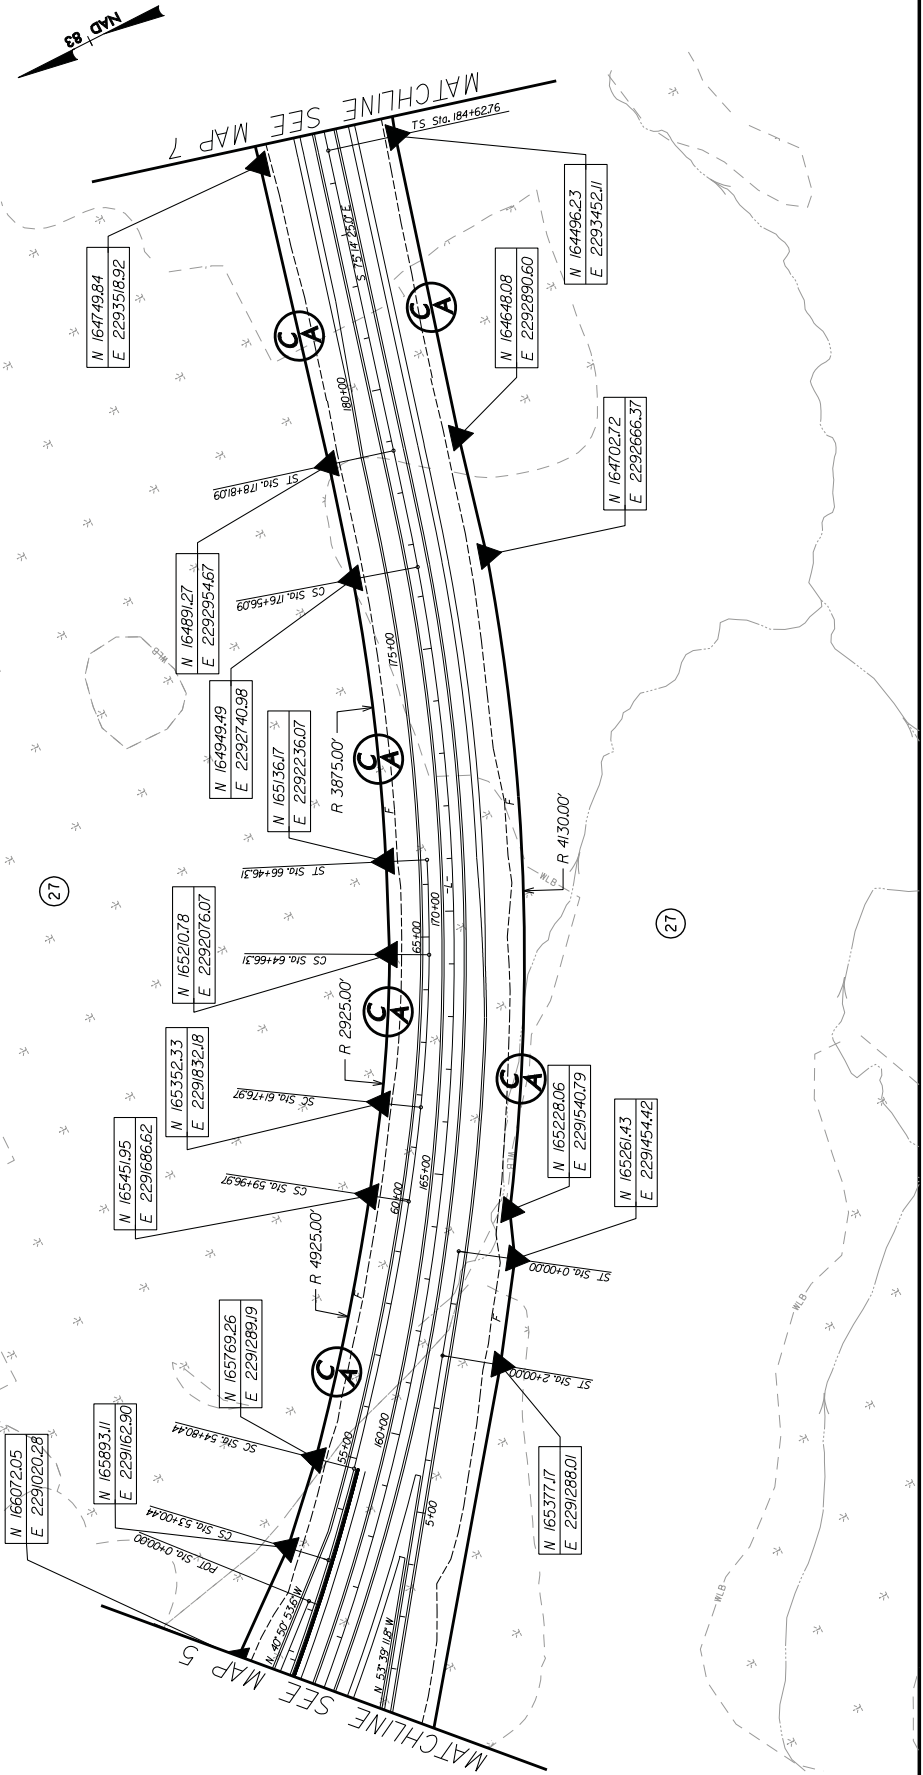 NAD 83
MATCHLINE SEE MAP 7
TS Sta. 184+62.76
N 164496.23
E 2293452.11
N 164749.84
E 2293518.92
S 75°14' 25.0" E
C/A
C/A
N 164648.08
E 2292890.60
180+00
ST Sta. 178+81.09
N 164702.72
E 2292666.37
CS Sta. 176+56.09
N 164891.27
E 2292954.67
WLB
175+00
N 164949.49
E 2292740.98
R 3875.00'
C/A
N 165136.17
E 2292236.07
F
F
R 4130.00'
ST Sta. 66+46.31
-L-
WLB
27
27
170+00
65+00
N 165210.78
E 2292076.07
CS Sta. 64+66.31
C/A
R 2925.00'
C/A
N 165352.33
E 2291832.18
SC Sta. 61+76.97
N 165228.06
E 2291540.79
WLB
N 165451.95
E 2291686.62
CS Sta. 59+96.97
165+00
60+00
N 165261.43
E 2291454.42
R 4925.00'
ST Sta. 0+00.00
F
F
WLB
N 165769.26
E 2291289.19
C/A
ST Sta. 2+00.00
SC Sta. 54+80.44
160+00
55+00
N 165377.17
E 2291288.01
N 165893.11
E 2291162.90
N 166072.05
E 2291020.28
CS Sta. 53+00.44
5+00
POT Sta. 0+00.00
WLB
N 40°50' 53.6" W
N 53°39' 11.8" W
MATCHLINE SEE MAP 5